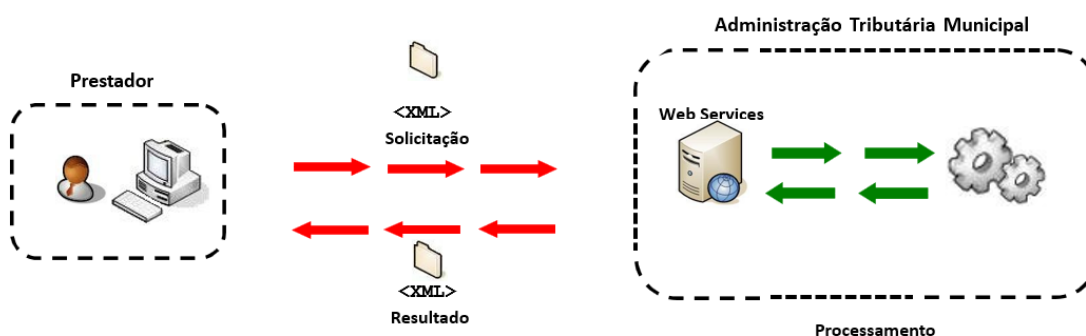 Administração Tributária Municipal
Prestador
<XML>
Solicitação
Web Services
<XML>
Resultado
Processamento